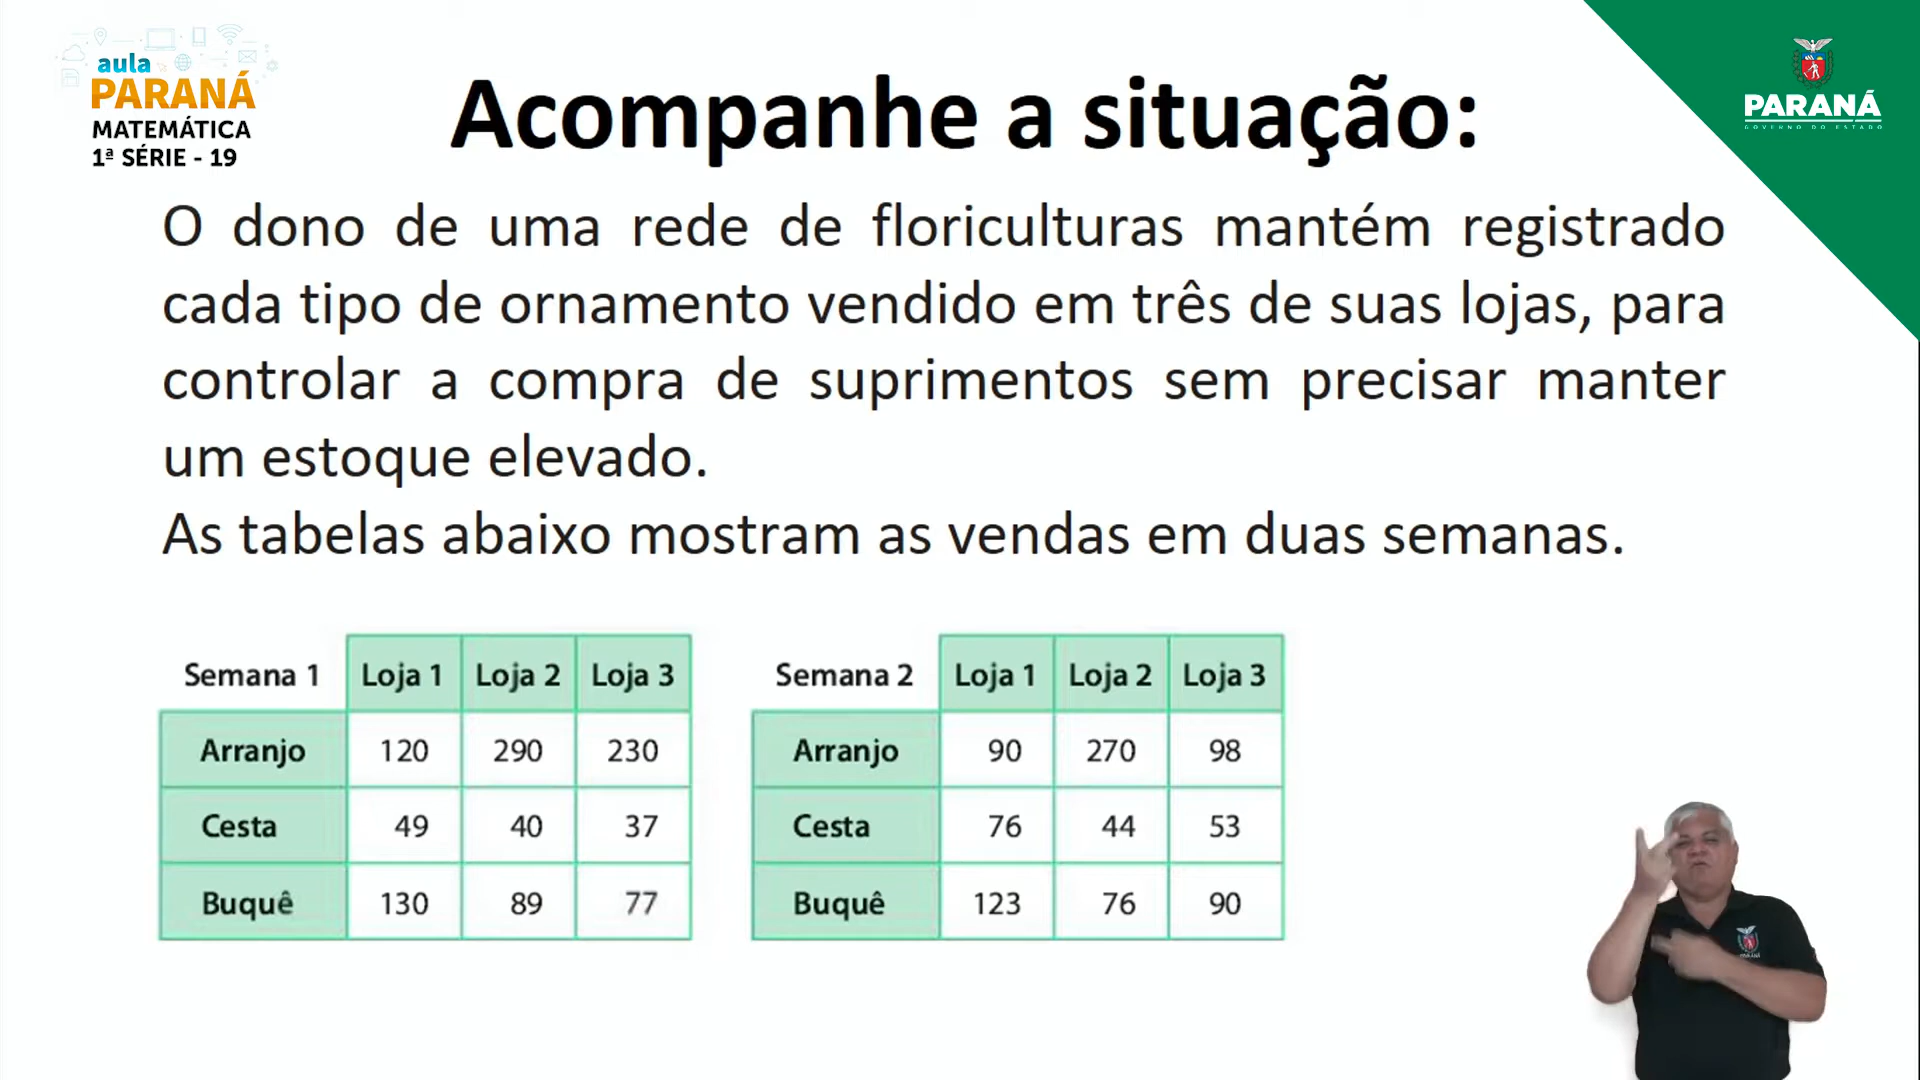 aula
PARANÁ
MATEMÁTICA
1ª SÉRIE - 19
Acompanhe a situação:
PARANÁ
GOVERNO DO ESTADO
O dono de uma rede de floriculturas mantém registrado
cada tipo de ornamento vendido em três de suas lojas, para
controlar a compra de suprimentos sem precisar manter
um estoque elevado.
As tabelas abaixo mostram as vendas em duas semanas.
Semana 1 Loja 1 Loja 2 Loja 3
Arranjo 120 290 230
Cesta 49 40 37
Buquê 130 89 77
Semana 2 Loja 1 Loja 2 Loja 3
Arranjo 90 270 98
Cesta 76 44 53
Buquê 123 76 90